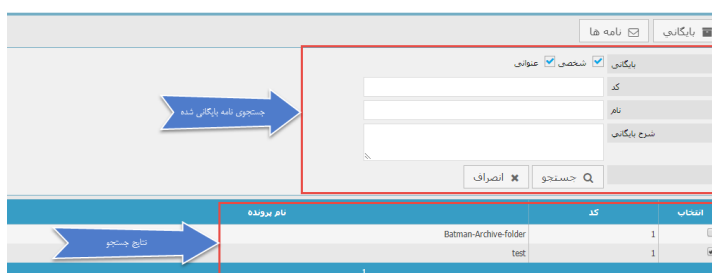 بایگانی نامه ها
بایگانی شخصی عنوانی
کد
نام
شرح بایگانی
جستجو انصراف
جستجوی نامه بایگانی شده
انتخاب کد نام پرونده
1 Batman-Archive-folder
1 test
نتایج جستجو